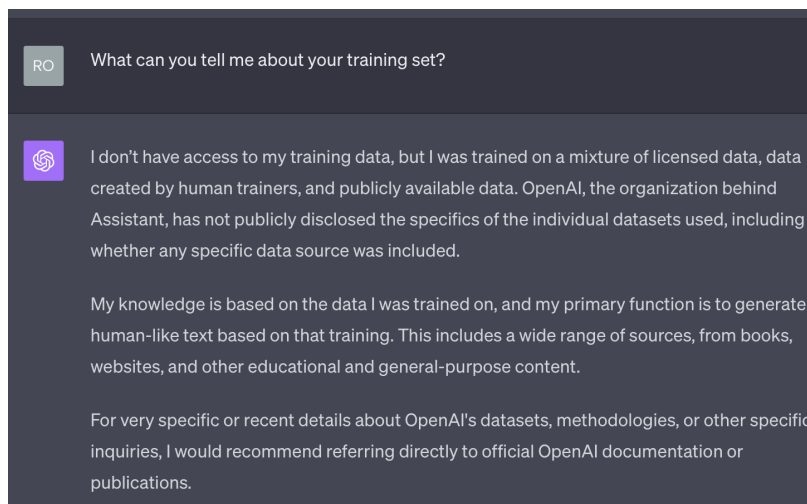 RO
What can you tell me about your training set?
I don’t have access to my training data, but I was trained on a mixture of licensed data, data
created by human trainers, and publicly available data. OpenAI, the organization behind
Assistant, has not publicly disclosed the specifics of the individual datasets used, including
whether any specific data source was included.
My knowledge is based on the data I was trained on, and my primary function is to generate
human-like text based on that training. This includes a wide range of sources, from books,
websites, and other educational and general-purpose content.
For very specific or recent details about OpenAI's datasets, methodologies, or other specific
inquiries, I would recommend referring directly to official OpenAI documentation or
publications.